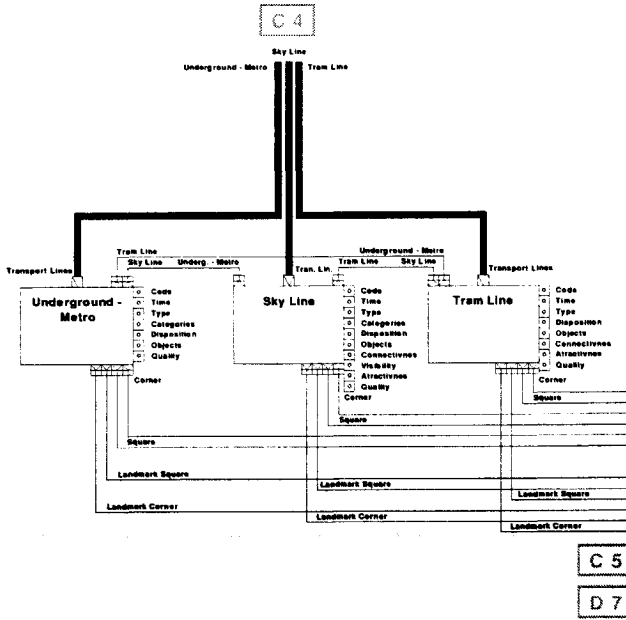 C 4
Sky Line
Underground - Metro
Tram Line
Tram Line
Underground - Metro
Sky Line
Underg. - Metro
Tram Line
Sky Line
Transport Lines
Tran. Lin.
Transport Lines
Underground -
Metro
Code
Time
Type
Categories
Disposition
Objects
Quality
Corner
Sky Line
Code
Time
Type
Categories
Disposition
Objects
Connectivnes
Visibility
Atractivnes
Quality
Corner
Tram Line
Code
Time
Type
Disposition
Objects
Connectivnes
Atractivnes
Quality
Corner
Square
Square
Square
Landmark Square
Landmark Square
Landmark Square
Landmark Corner
Landmark Corner
Landmark Corner
C 5
D 7